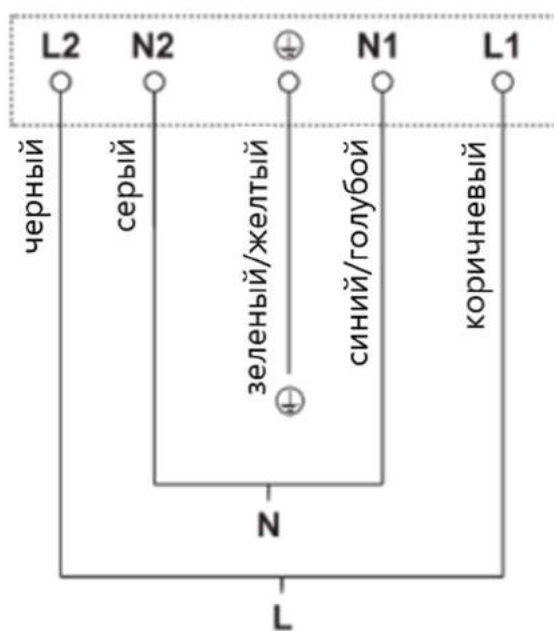 L2 N2 N1 L1
черный
серый
зеленый/желтый
синий/голубой
коричневый
N
L